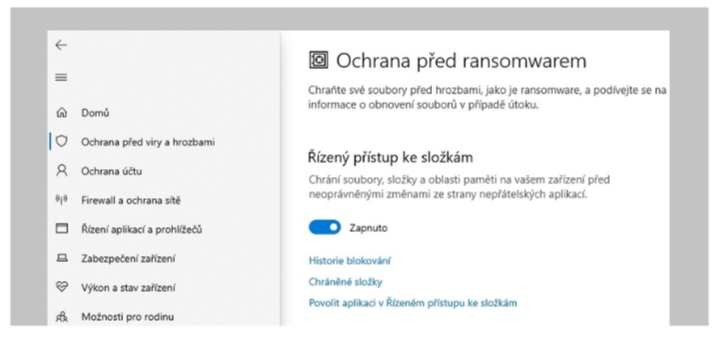 Domů
Ochrana před viry a hrozbami
Ochrana účtu
Firewall a ochrana sítě
Řízení aplikací a prohlížečů
Zabezpečení zařízení
Výkon a stav zařízení
Možnosti pro rodinu
Ochrana před ransomwarem
Chraňte své soubory před hrozbami, jako je ransomware, a podívejte se na
informace o obnovení souborů v případě útoku.
Řízený přístup ke složkám
Chrání soubory, složky a oblasti paměti na vašem zařízení před
neoprávněnými změnami ze strany nepřátelských aplikací.
Zapnuto
Historie blokování
Chráněné složky
Povolit aplikaci v Řízeném přístupu ke složkám